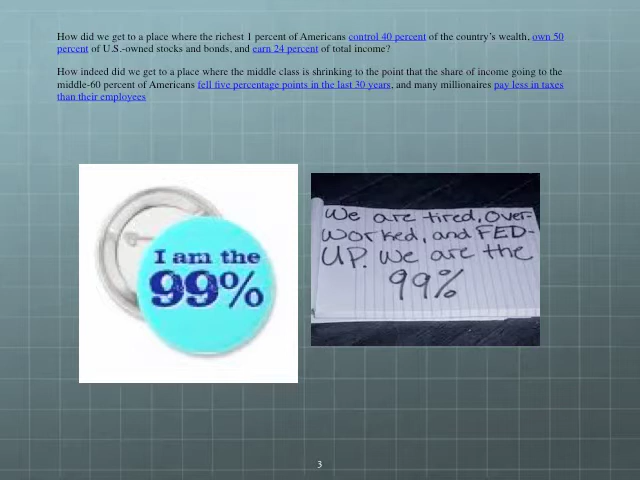 How did we get to a place where the richest 1 percent of Americans control 40 percent of the country's wealth, own 50
percent of U.S.-owned stocks and bonds, and earn 24 percent of total income?
How indeed did we get to a place where the middle class is shrinking to the point that the share of income going to the
middle-60 percent of Americans fell five percentage points in the last 30 years, and many millionaires pay less in taxes
than their employees
I am the
99%
We are tired, over-
worked, and FED-
UP. We are the
99%
3